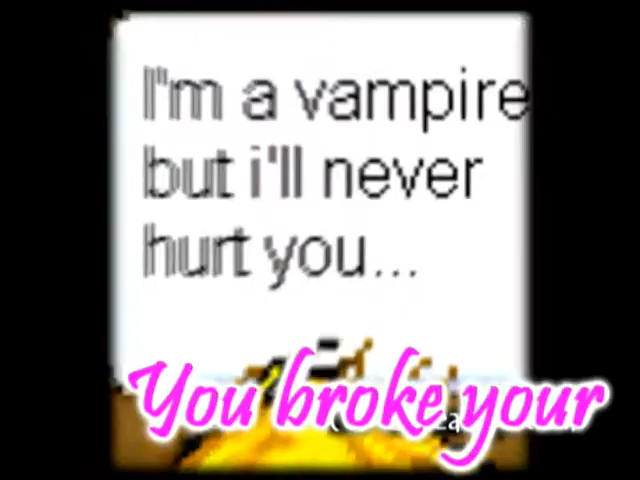 I'm a vampire
but i'll never
hurt you...
You broke your